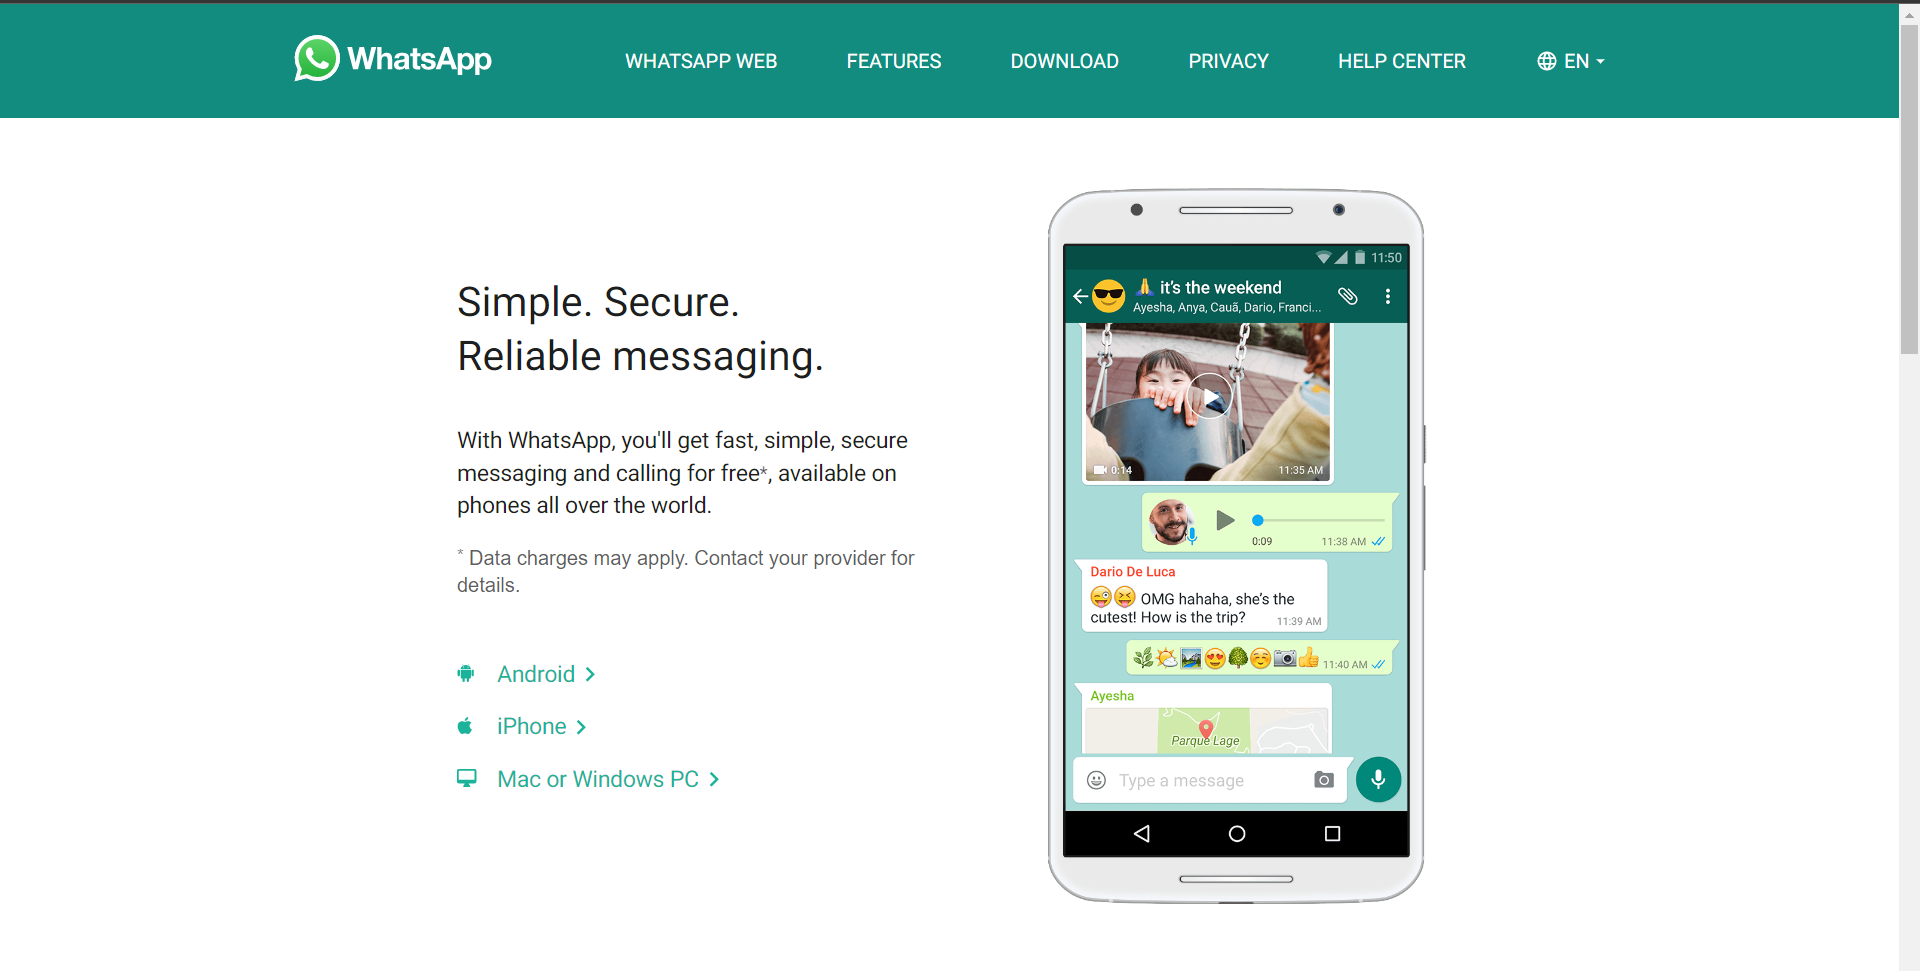 WhatsApp
WHATSAPP WEB
FEATURES
DOWNLOAD
PRIVACY
HELP CENTER
EN
Simple. Secure.
Reliable messaging.
With WhatsApp, you'll get fast, simple, secure
messaging and calling for free*, available on
phones all over the world.
* Data charges may apply. Contact your provider for
details.
Android
iPhone
Mac or Windows PC
11:50
🙏 it's the weekend
Ayesha, Anya, Cauã, Dario, Franci...
0:14
11:35 AM
0:09
11:38 AM
Dario De Luca
😜😝 OMG hahaha, she's the
cutest! How is the trip?
11:39 AM
🌿🌤🏞😍🌳☺📷👍 11:40 AM
Ayesha
Parque Lage
Type a message